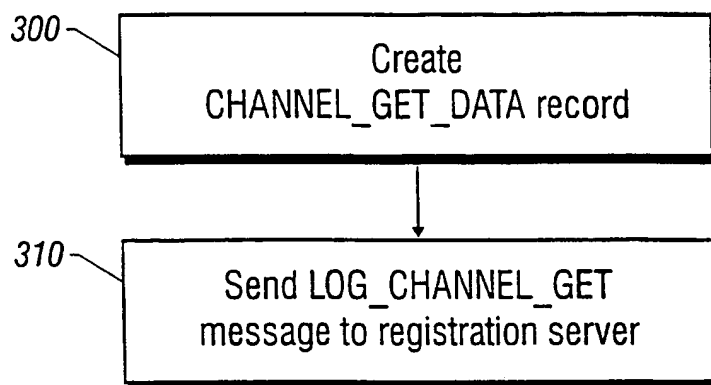 300
Create
CHANNEL_GET_DATA record
310
Send LOG_CHANNEL_GET
message to registration server